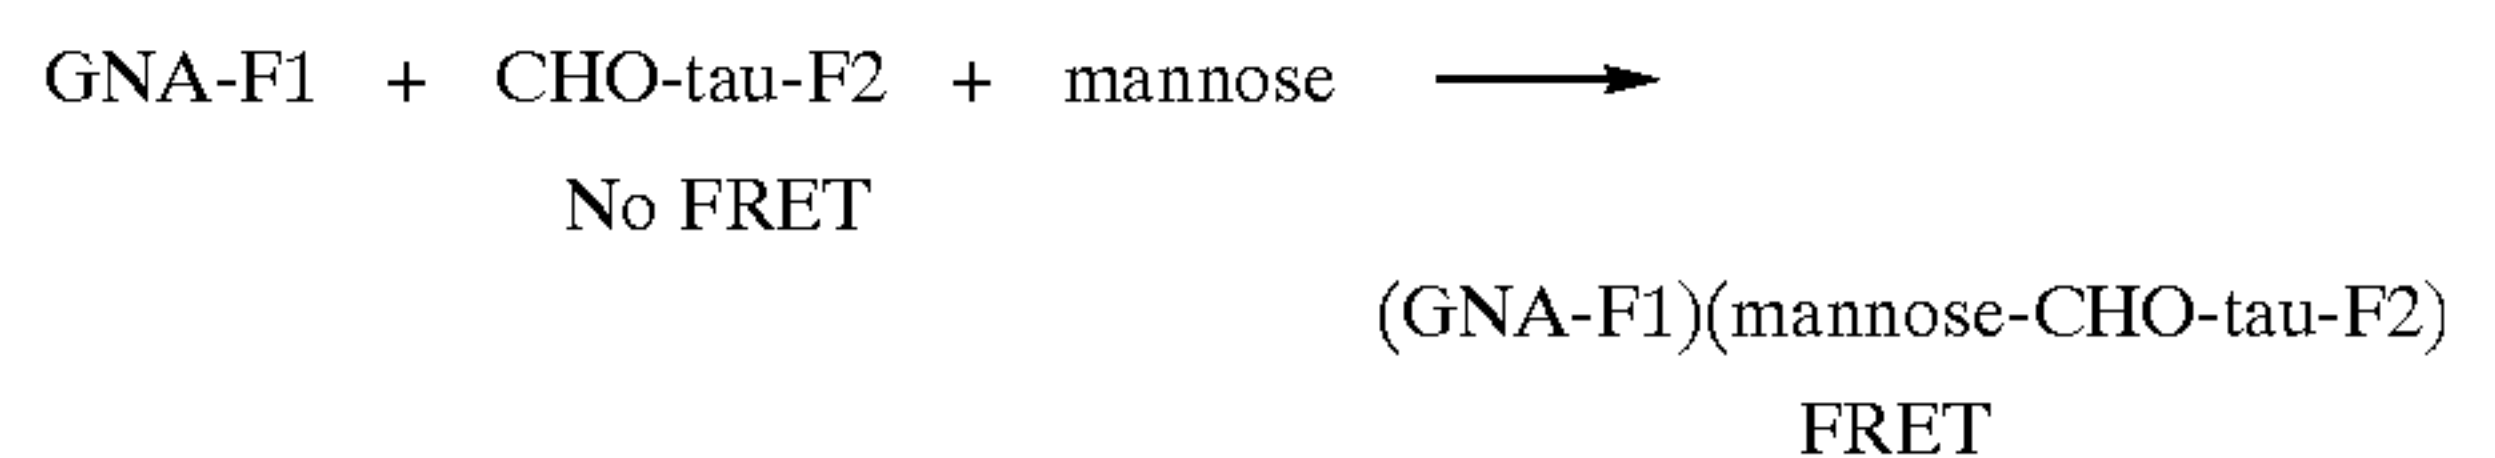 GNA-F1 + CHO-tau-F2 + mannose
No FRET
(GNA-F1)(mannose-CHO-tau-F2)
FRET